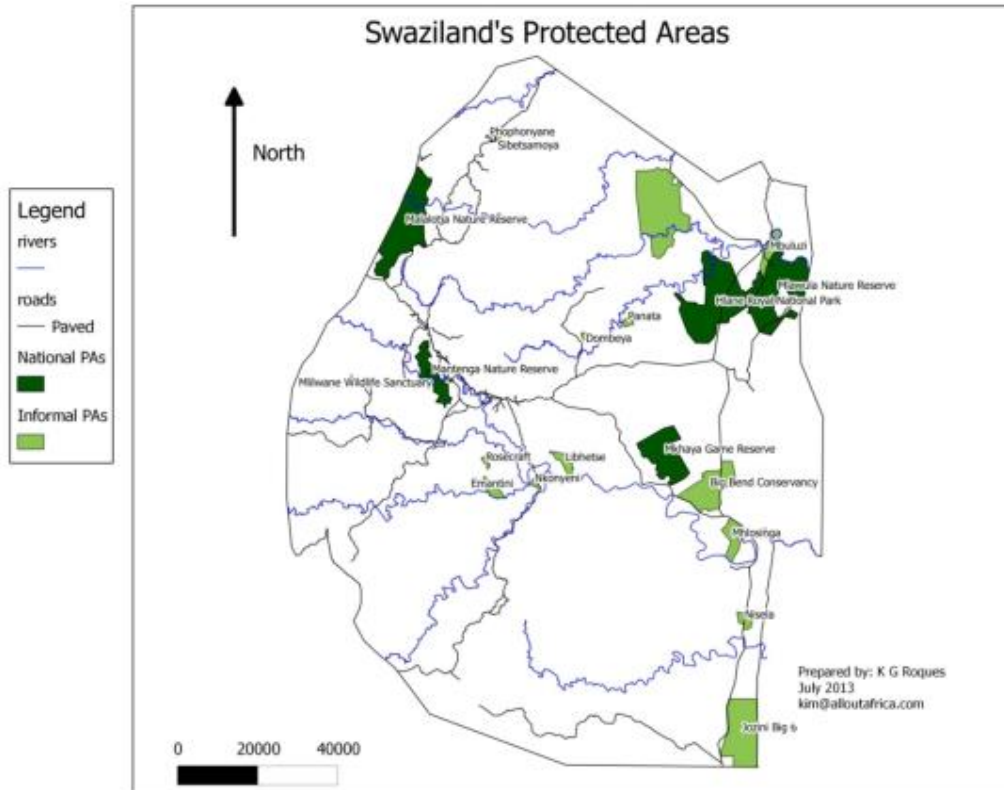 Swaziland's Protected Areas
North
Legend
rivers
roads
Paved
National PAs
Informal PAs
Phophonyane
Sibetsamoya
Malalotja Nature Reserve
Mbuluzi
Mlawula Nature Reserve
Hlane Royal National Park
Panata
Dombeya
Mantenga Nature Reserve
Mlilwane Wildlife Sanctuary
Mkhaya Game Reserve
Rosecraft
Libhetse
Emantini
Nkonyeni
Big Bend Conservancy
Mhlosinga
Nisela
Prepared by: K G Roques
July 2013
kim@alloutafrica.com
Jozini Big 6
0 20000 40000